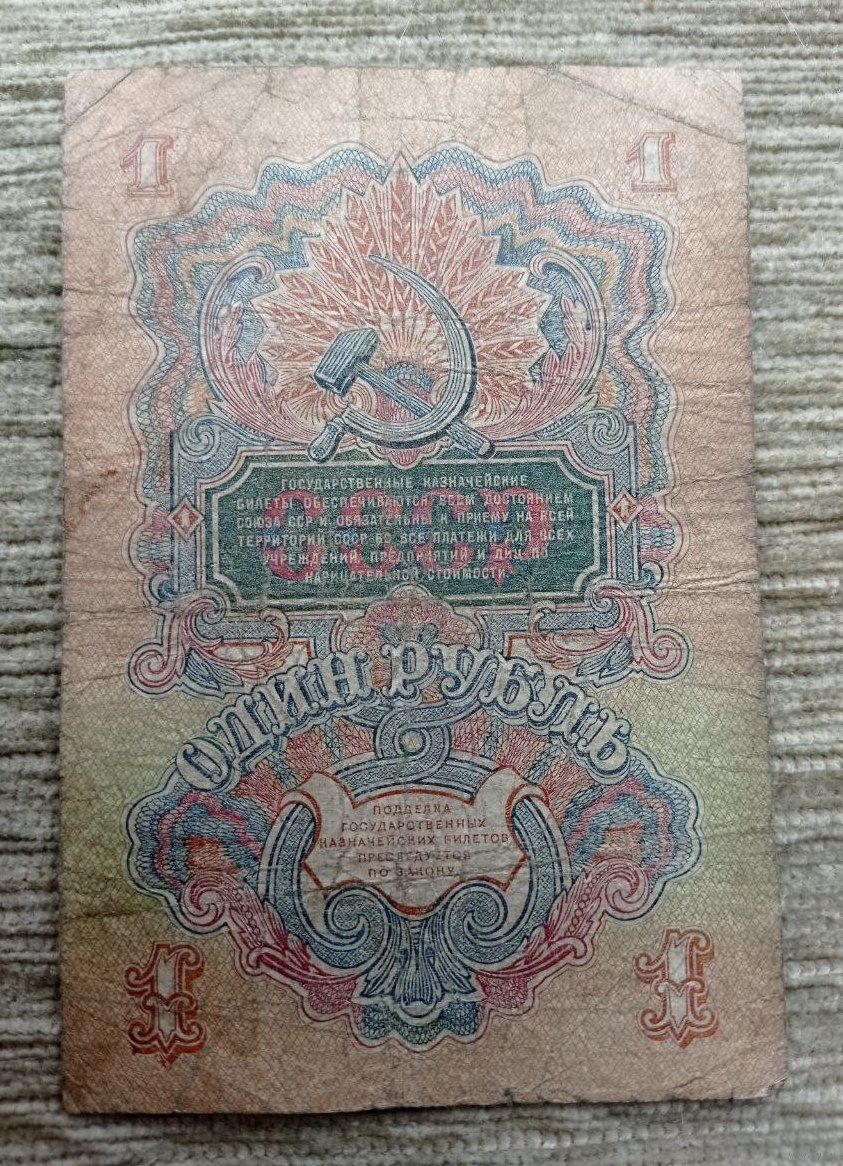 1 1
ГОСУДАРСТВЕННЫЕ КАЗНАЧЕЙСКИЕ
БИЛЕТЫ ОБЕСПЕЧИВАЮТСЯ ВСЕМ ДОСТОЯНИЕМ
СОЮЗА ССР И ОБЯЗАТЕЛЬНЫ К ПРИЕМУ НА ВСЕЙ
ТЕРРИТОРИИ СССР ВО ВСЕ ПЛАТЕЖИ ДЛЯ ВСЕХ
УЧРЕЖДЕНИЙ, ПРЕДПРИЯТИЙ И ЛИЦ ПО
НАРИЦАТЕЛЬНОЙ СТОИМОСТИ
СССР
ОДИН РУБЛЬ
ПОДДЕЛКА
ГОСУДАРСТВЕННЫХ
КАЗНАЧЕЙСКИХ БИЛЕТОВ
ПРЕСЛЕДУЕТСЯ
ПО ЗАКОНУ
1 1